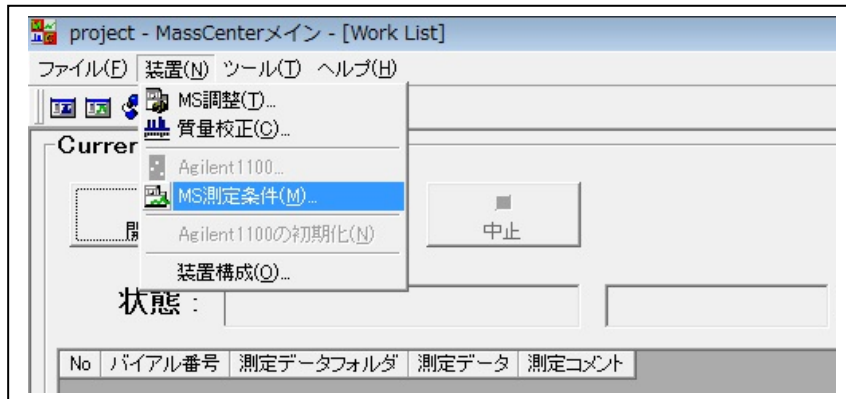 project - MassCenterメイン - [Work List]
ファイル(F) 装置(N) ツール(T) ヘルプ(H)
MS調整(T)...
質量校正(C)...
Curren
Agilent1100...
MS測定条件(M)...
開
中止
Agilent1100の初期化(N)
装置構成(O)...
状態 :
No バイアル番号 測定データフォルダ 測定データ 測定コメント